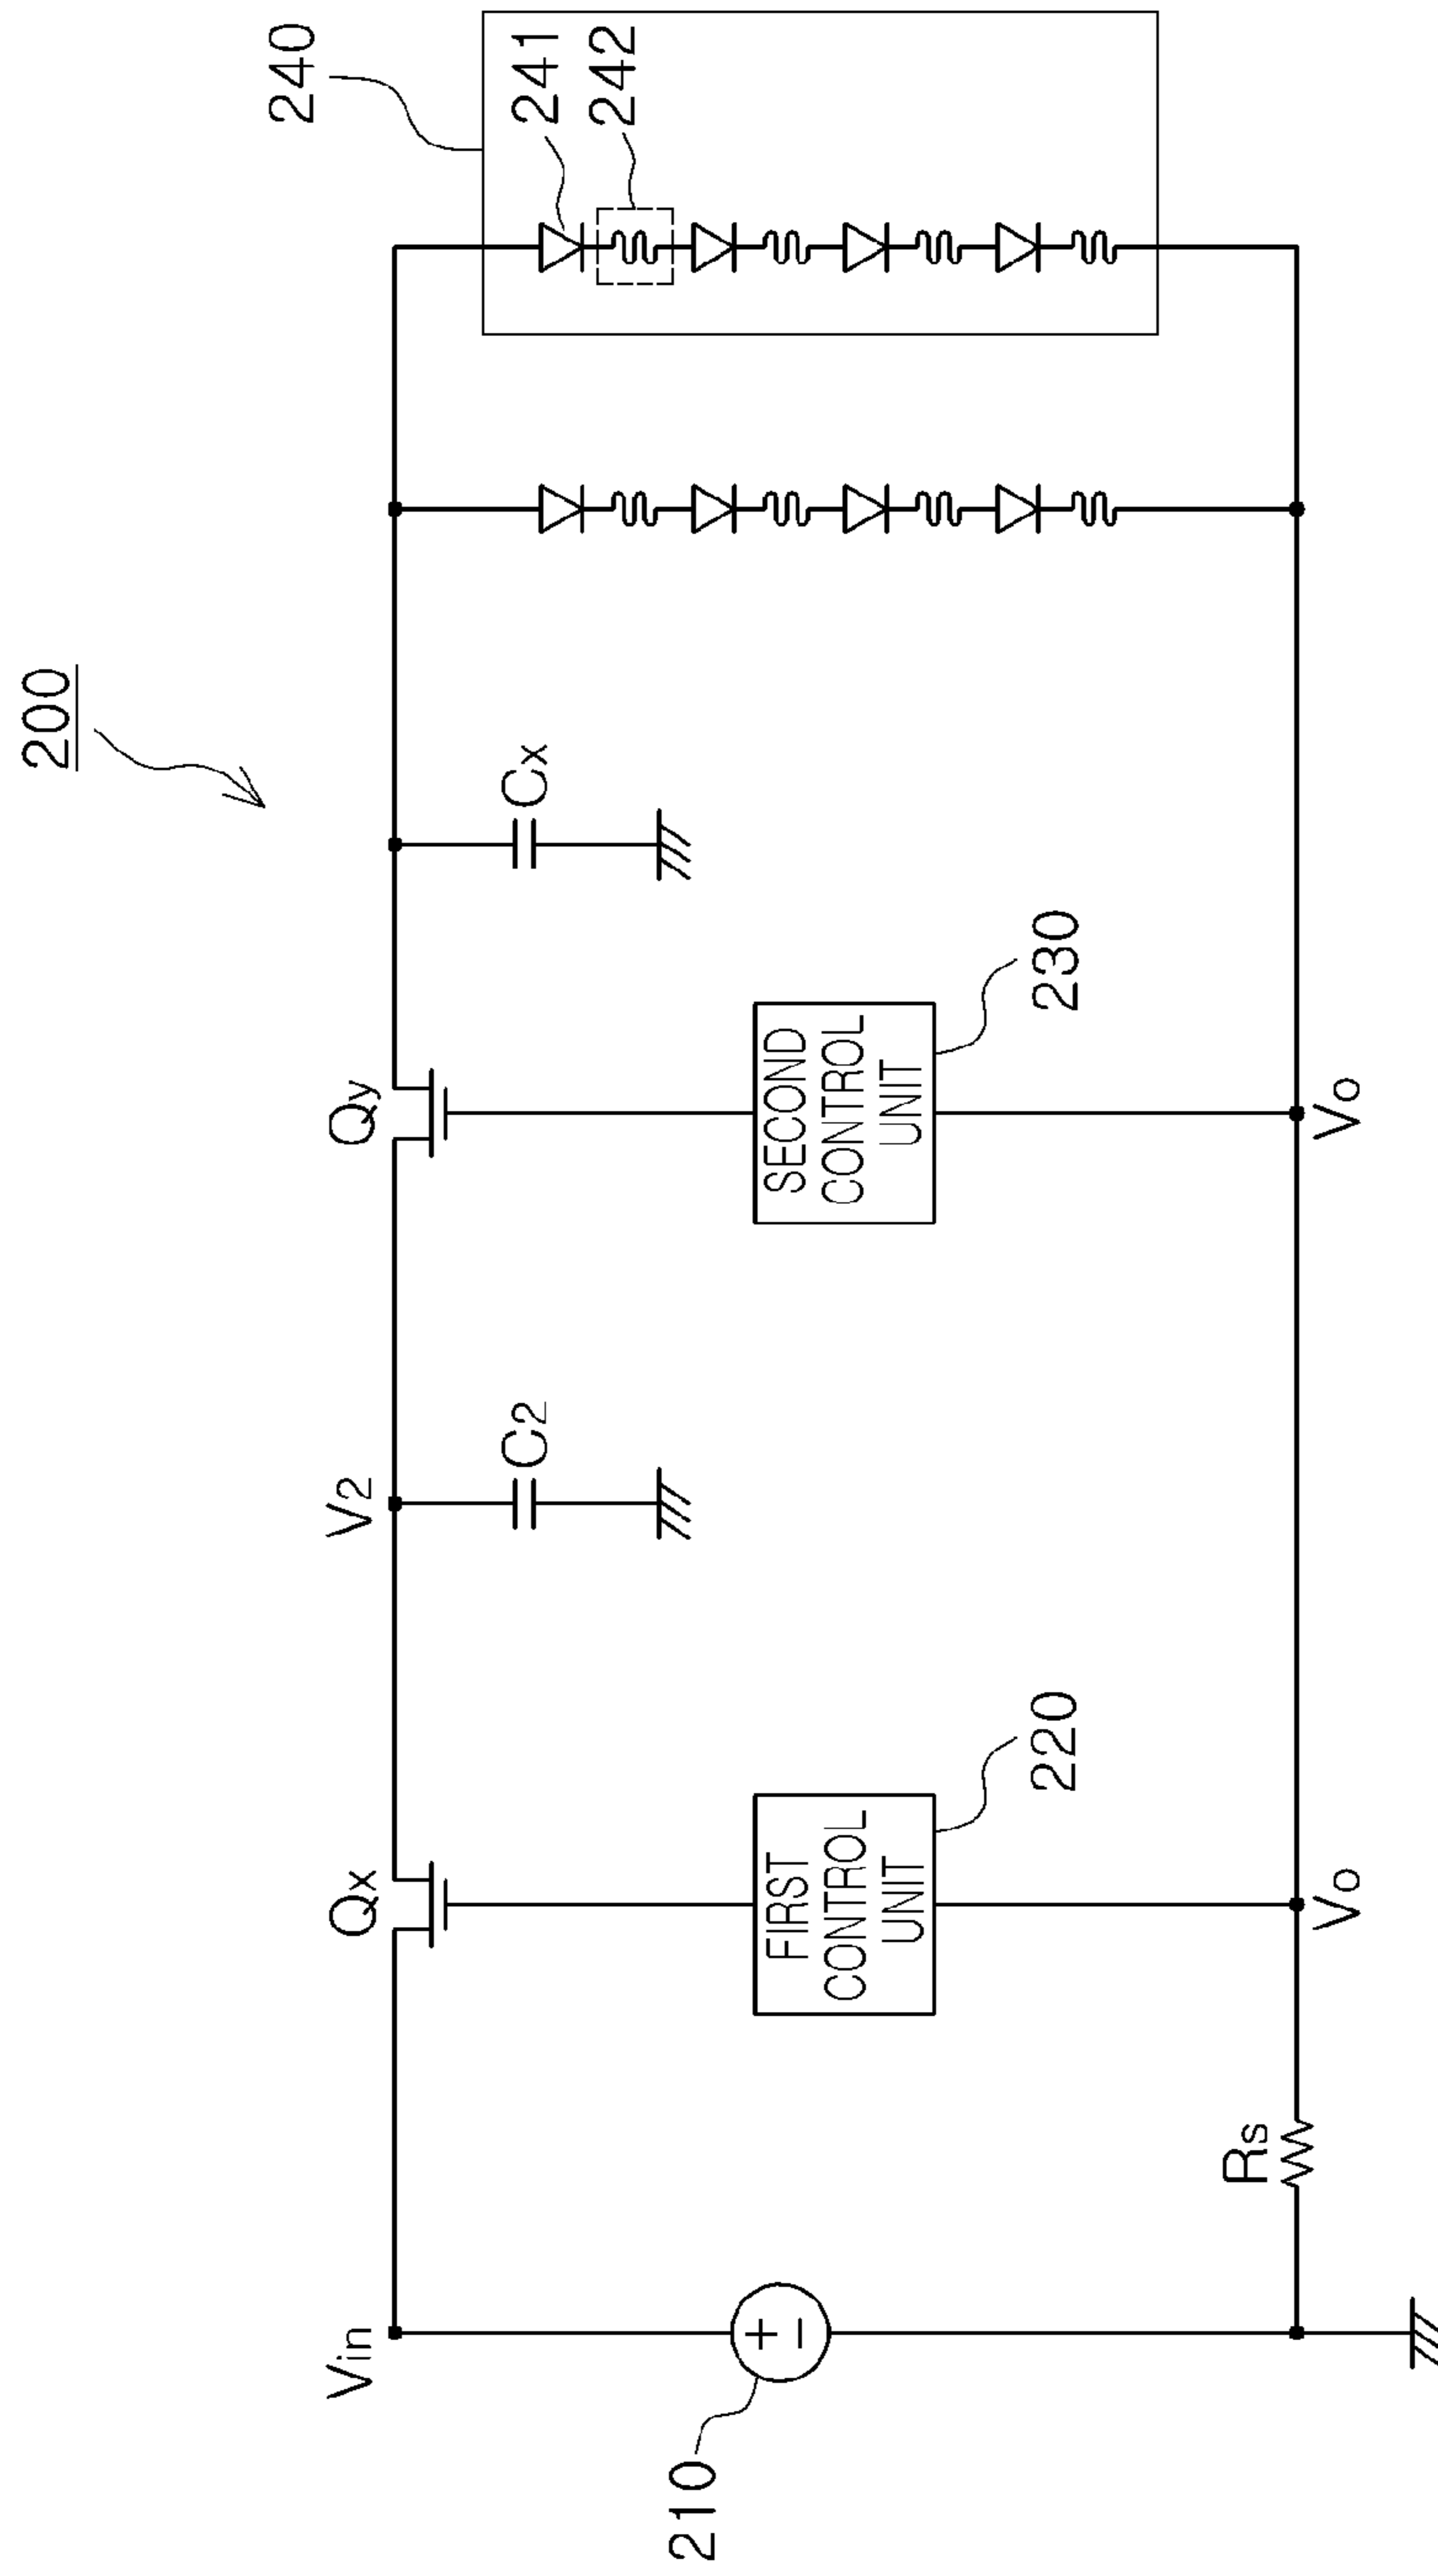 200
240
241
242
Vin
Qx
V2
Qy
C2
Cx
210
+
−
FIRST
CONTROL
UNIT
220
SECOND
CONTROL
UNIT
230
Rs
Vo
Vo